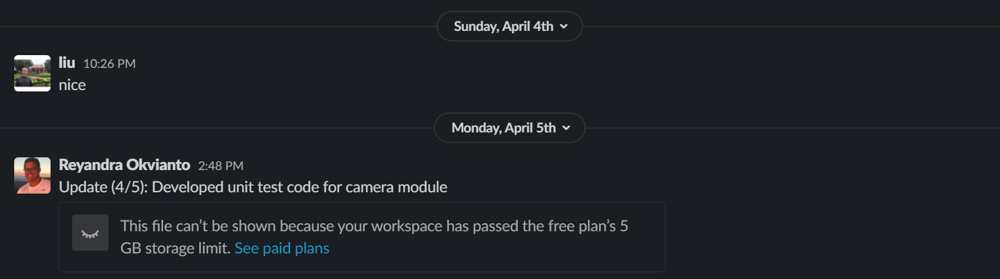 Sunday, April 4th
liu 10:26 PM
nice
Monday, April 5th
Reyandra Okvianto 2:48 PM
Update (4/5): Developed unit test code for camera module
This file can’t be shown because your workspace has passed the free plan’s 5
GB storage limit. See paid plans